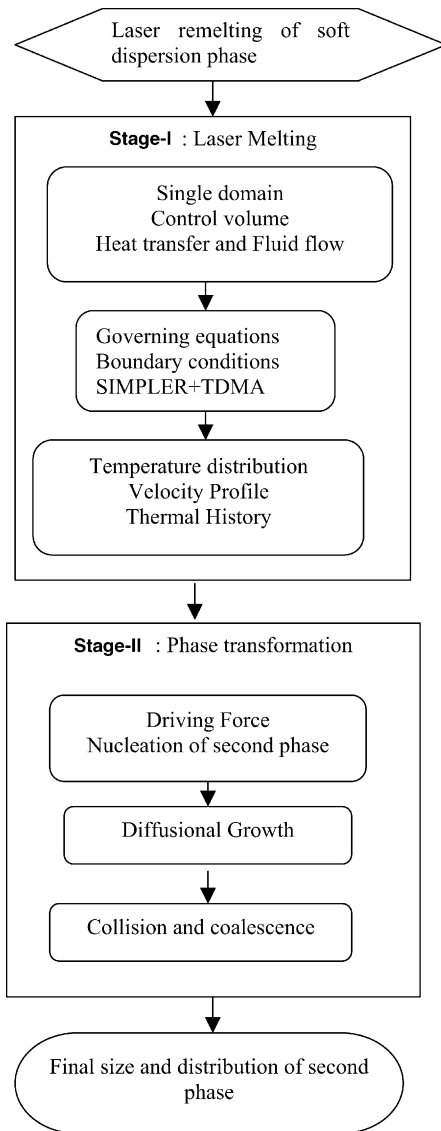 Laser remelting of soft
dispersion phase
Stage-I : Laser Melting
Single domain
Control volume
Heat transfer and Fluid flow
Governing equations
Boundary conditions
SIMPLER+TDMA
Temperature distribution
Velocity Profile
Thermal History
Stage-II : Phase transformation
Driving Force
Nucleation of second phase
Diffusional Growth
Collision and coalescence
Final size and distribution of second
phase